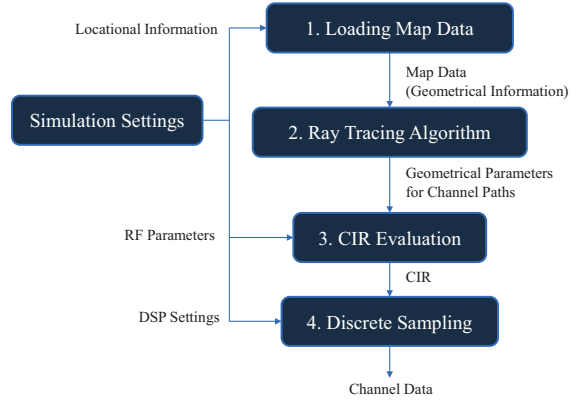 Locational Information
1. Loading Map Data
Map Data
(Geometrical Information)
Simulation Settings
2. Ray Tracing Algorithm
Geometrical Parameters
for Channel Paths
RF Parameters
3. CIR Evaluation
CIR
DSP Settings
4. Discrete Sampling
Channel Data